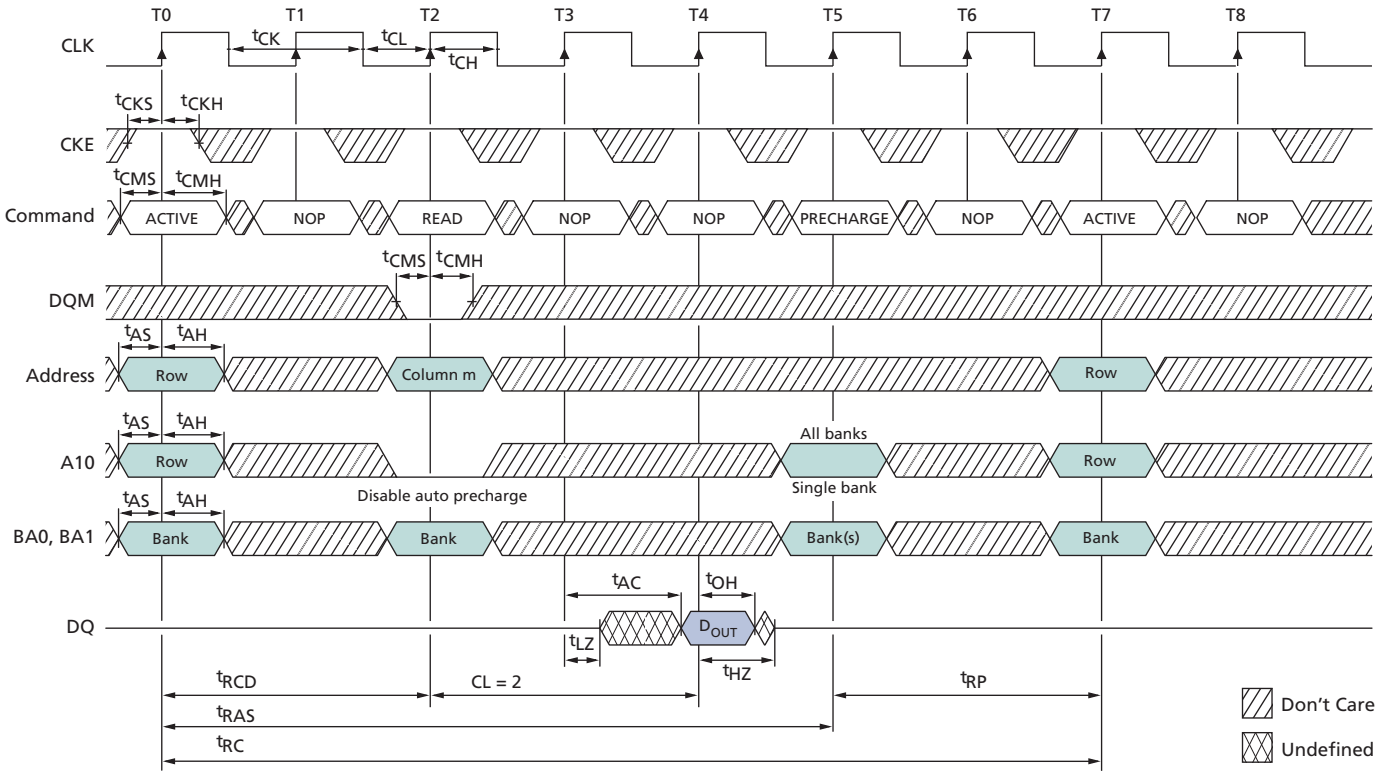 T0 T1 T2 T3 T4 T5 T6 T7 T8
CLK
tCK tCL
tCH
tCKS tCKH
CKE
tCMS tCMH
Command ACTIVE NOP READ NOP NOP PRECHARGE NOP ACTIVE NOP
tCMS tCMH
DQM
tAS tAH
Address Row Column m Row
tAS tAH
All banks
A10 Row Row
Disable auto precharge Single bank
tAS tAH
BA0, BA1 Bank Bank Bank(s) Bank
tAC tOH
DQ DOUT
tLZ tHZ
tRCD CL = 2 tRP
tRAS
tRC
Don't Care
Undefined